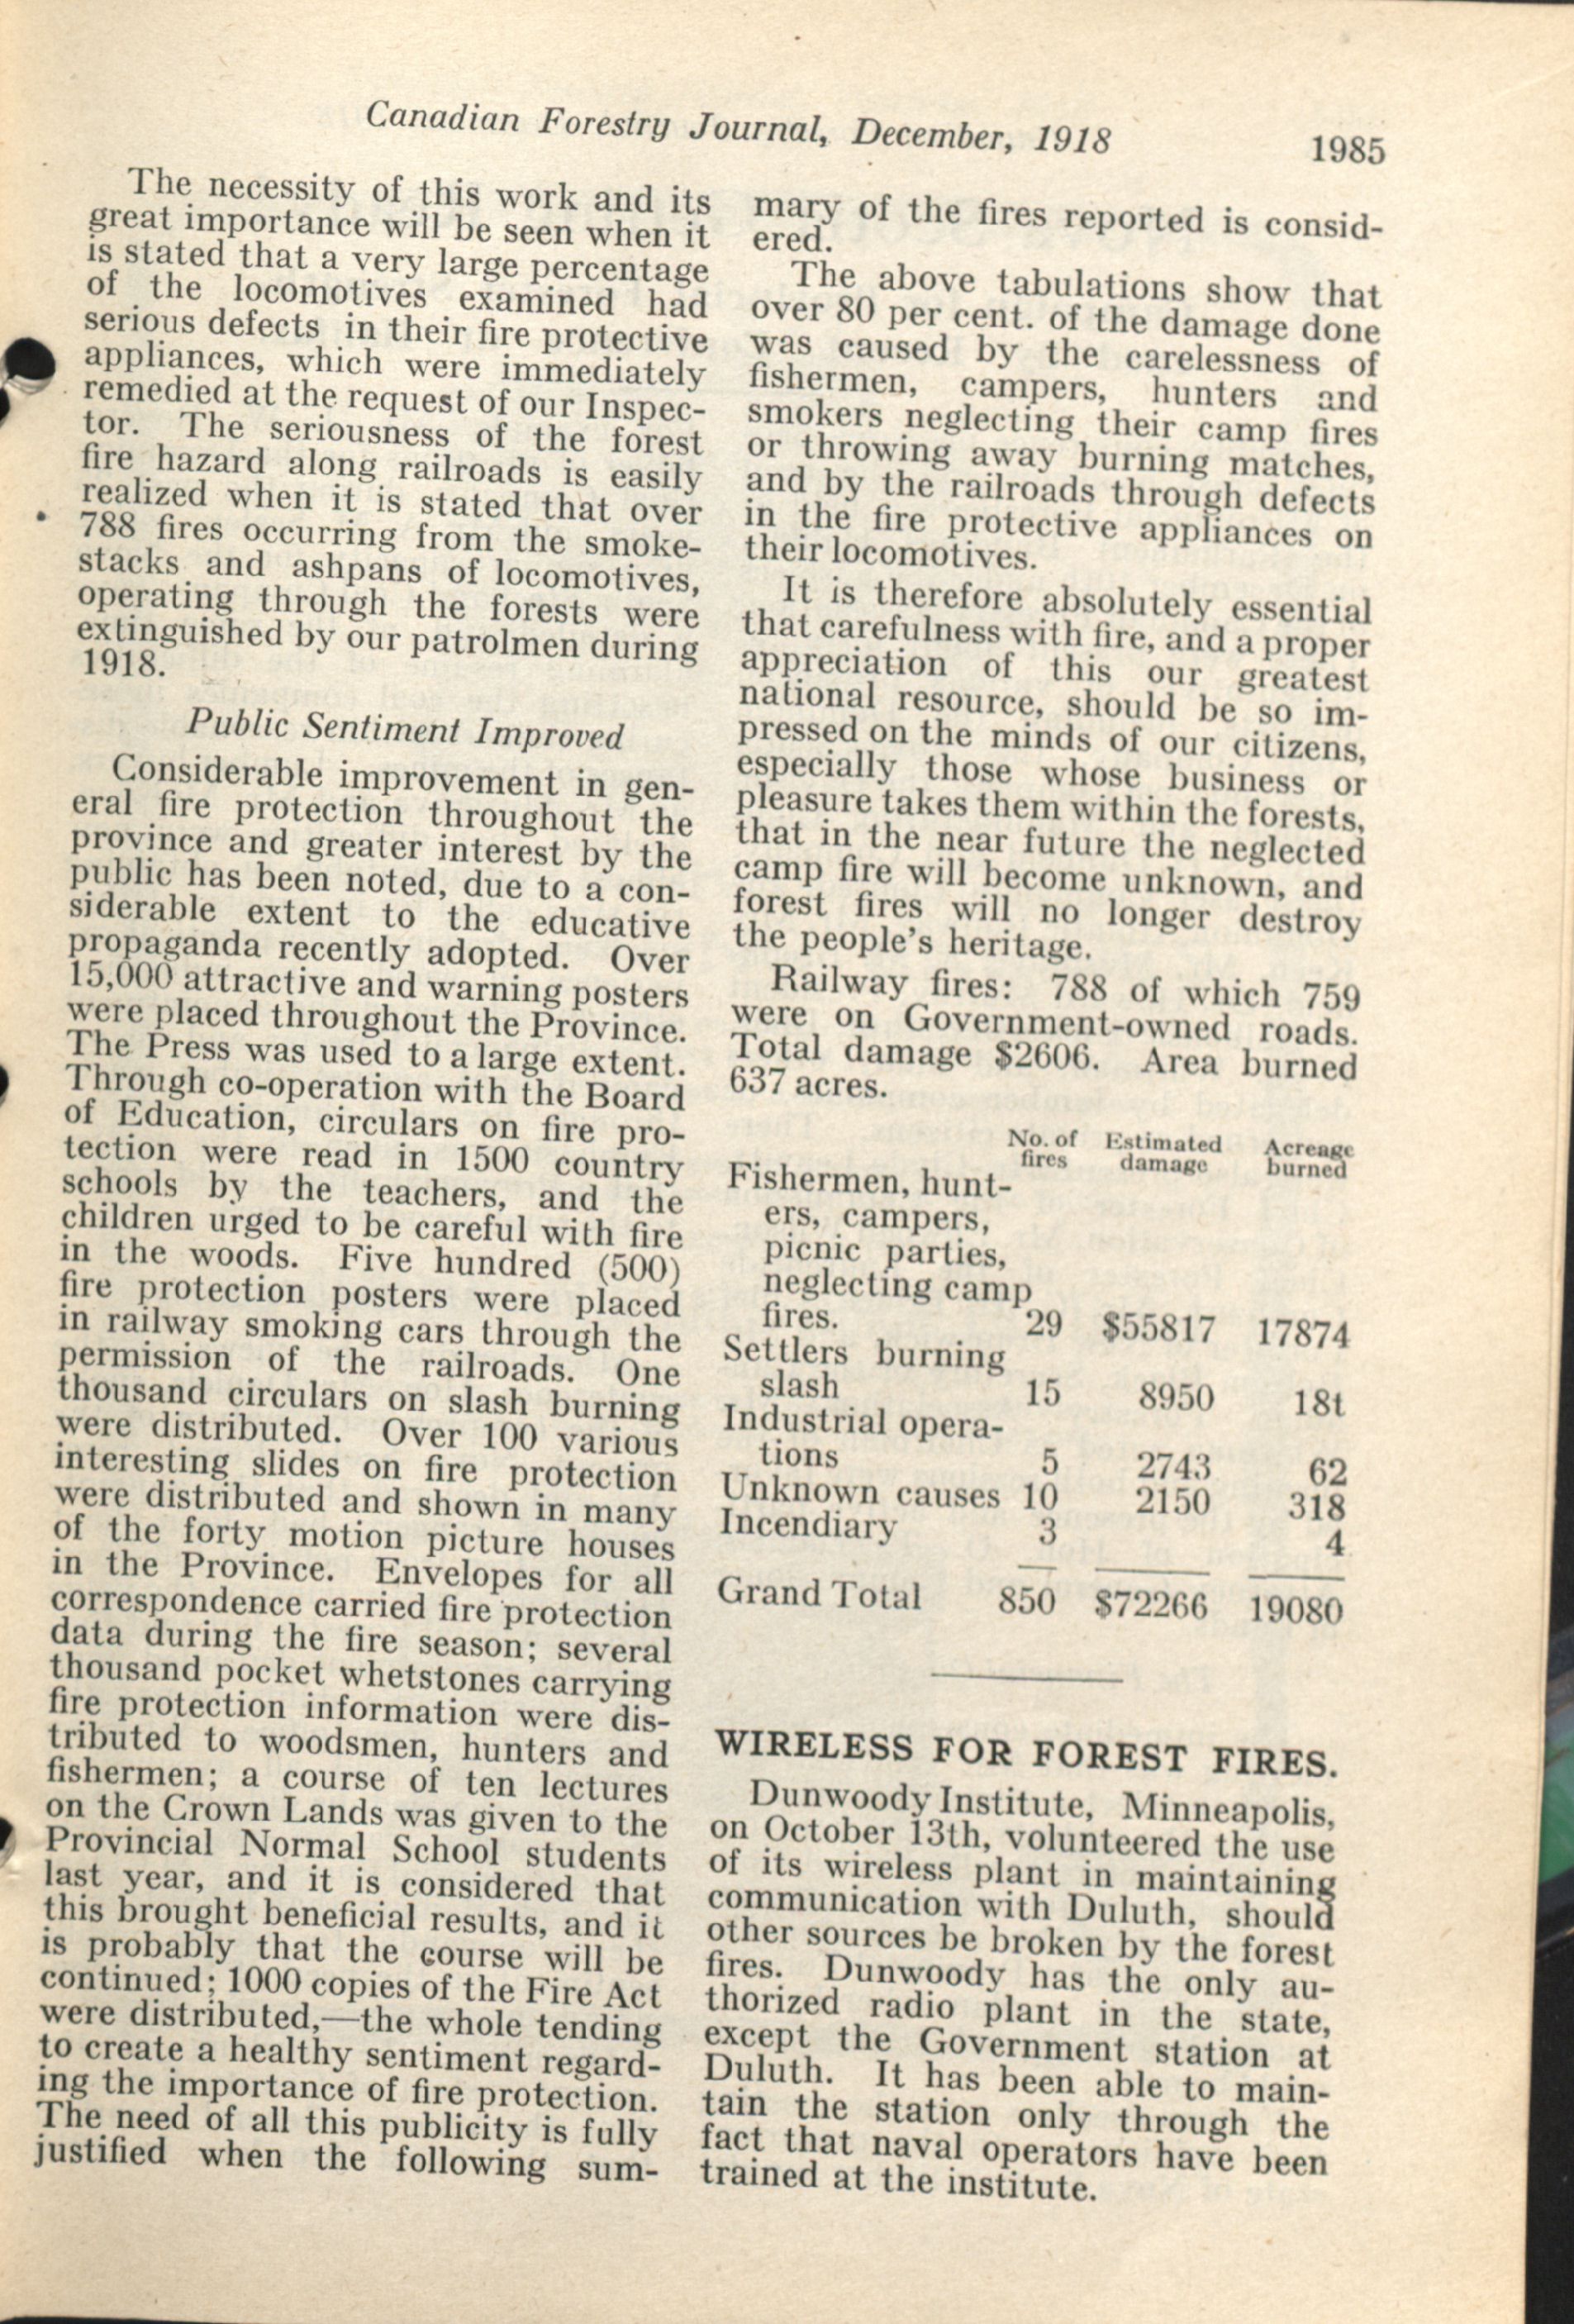 Canadian Forestry Journal, December, 1918
1985
The necessity of this work and its
great importance will be seen when it
is stated that a very large percentage
of the locomotives examined had
serious defects in their fire protective
appliances, which were immediately
remedied at the request of our Inspec-
tor. The seriousness of the forest
fire hazard along railroads is easily
realized when it is stated that over
788 fires occurring from the smoke-
stacks and ashpans of locomotives,
operating through the forests were
extinguished by our patrolmen during
1918.
Public Sentiment Improved
Considerable improvement in gen-
eral fire protection throughout the
province and greater interest by the
public has been noted, due to a con-
siderable extent to the educative
propaganda recently adopted. Over
15,000 attractive and warning posters
were placed throughout the Province.
The Press was used to a large extent.
Through co-operation with the Board
of Education, circulars on fire pro-
tection were read in 1500 country
schools by the teachers, and the
children urged to be careful with fire
in the woods. Five hundred (500)
fire protection posters were placed
in railway smoking cars through the
permission of the railroads. One
thousand circulars on slash burning
were distributed. Over 100 various
interesting slides on fire protection
were distributed and shown in many
of the forty motion picture houses
in the Province. Envelopes for all
correspondence carried fire protection
data during the fire season; several
thousand pocket whetstones carrying
fire protection information were dis-
tributed to woodsmen, hunters and
fishermen; a course of ten lectures
on the Crown Lands was given to the
Provincial Normal School students
last year, and it is considered that
this brought beneficial results, and it
is probably that the course will be
continued; 1000 copies of the Fire Act
were distributed,—the whole tending
to create a healthy sentiment regard-
ing the importance of fire protection.
The need of all this publicity is fully
justified when the following sum-
mary of the fires reported is consid-
ered.
The above tabulations show that
over 80 per cent. of the damage done
was caused by the carelessness of
fishermen, campers, hunters and
smokers neglecting their camp fires
or throwing away burning matches,
and by the railroads through defects
in the fire protective appliances on
their locomotives.
It is therefore absolutely essential
that carefulness with fire, and a proper
appreciation of this our greatest
national resource, should be so im-
pressed on the minds of our citizens,
especially those whose business or
pleasure takes them within the forests,
that in the near future the neglected
camp fire will become unknown, and
forest fires will no longer destroy
the people's heritage.
Railway fires: 788 of which 759
were on Government-owned roads.
Total damage $2606. Area burned
637 acres.
No. of Estimated Acreage
fires damage burned
Fishermen, hunt-
ers, campers,
picnic parties,
neglecting camp
fires. 29 $55817 17874
Settlers burning
slash 15 8950 18t
Industrial opera-
tions 5 2743 62
Unknown causes 10 2150 318
Incendiary 3 4
Grand Total 850 $72266 19080
WIRELESS FOR FOREST FIRES.
Dunwoody Institute, Minneapolis,
on October 13th, volunteered the use
of its wireless plant in maintaining
communication with Duluth, should
other sources be broken by the forest
fires. Dunwoody has the only au-
thorized radio plant in the state,
except the Government station at
Duluth. It has been able to main-
tain the station only through the
fact that naval operators have been
trained at the institute.